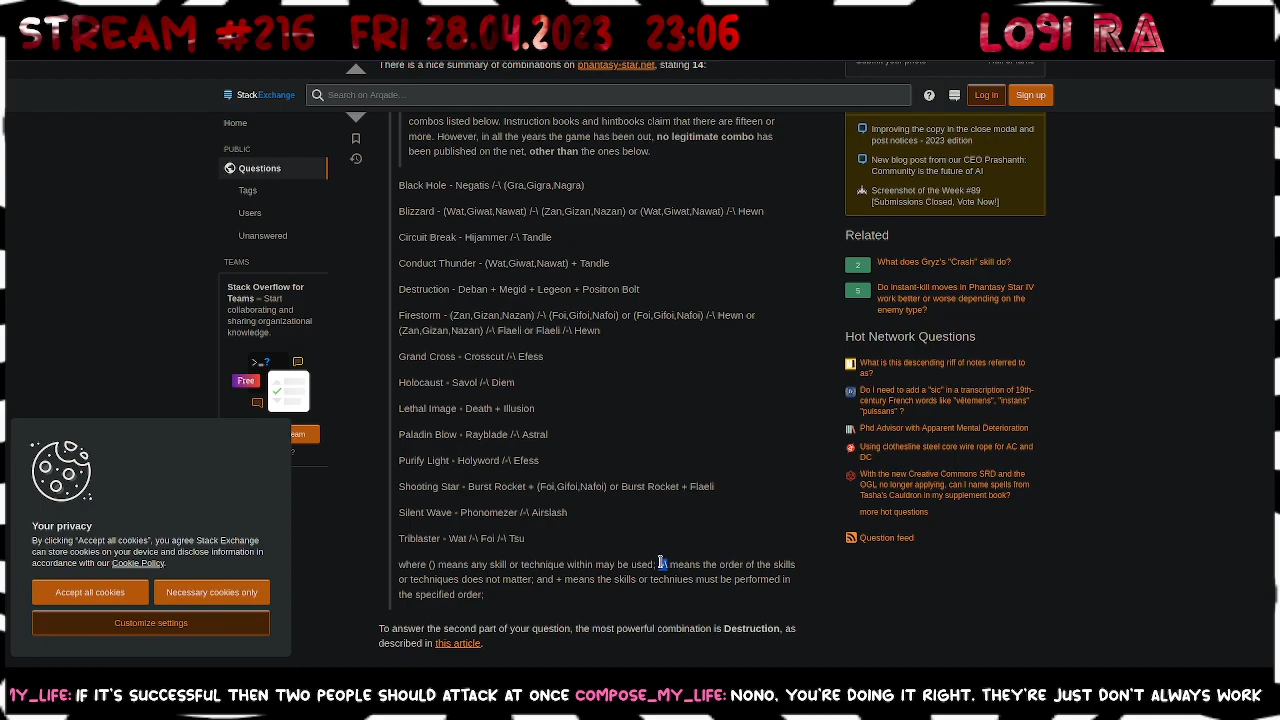 STREAM #216 FRI 28.04.2023 23:06 LO9I RA
There is a nice summary of combinations on phantasy-star.net, stating 14:
StackExchange
Search on Arqade…
Log in
Sign up
Home
PUBLIC
Questions
Tags
Users
Unanswered
TEAMS
Stack Overflow for
Teams – Start
collaborating and
sharing organizational
knowledge.
Free
combos listed below. Instruction books and hintbooks claim that there are fifteen or
more. However, in all the years the game has been out, no legitimate combo has
been published on the net, other than the ones below.
Black Hole - Negatis /-\ (Gra,Gigra,Nagra)
Blizzard - (Wat,Giwat,Nawat) /-\ (Zan,Gizan,Nazan) or (Wat,Giwat,Nawat) /-\ Hewn
Circuit Break - Hijammer /-\ Tandle
Conduct Thunder - (Wat,Giwat,Nawat) + Tandle
Destruction - Deban + Megid + Legeon + Positron Bolt
Firestorm - (Zan,Gizan,Nazan) /-\ (Foi,Gifoi,Nafoi) or (Foi,Gifoi,Nafoi) /-\ Hewn or
(Zan,Gizan,Nazan) /-\ Flaeli or Flaeli /-\ Hewn
Grand Cross - Crosscut /-\ Efess
Holocaust - Savol /-\ Diem
Lethal Image - Death + Illusion
Paladin Blow - Rayblade /-\ Astral
Purify Light - Holyword /-\ Efess
Shooting Star - Burst Rocket + (Foi,Gifoi,Nafoi) or Burst Rocket + Flaeli
Silent Wave - Phonomezer /-\ Airslash
Triblaster - Wat /-\ Foi /-\ Tsu
where () means any skill or technique within may be used; /-\ means the order of the skills
or techniques does not matter; and + means the skills or techniues must be performed in
the specified order;
To answer the second part of your question, the most powerful combination is Destruction, as
described in this article.
Improving the copy in the close modal and
post notices - 2023 edition
New blog post from our CEO Prashanth:
Community is the future of AI
Screenshot of the Week #89
[Submissions Closed, Vote Now!]
Related
2
What does Gryz's "Crash" skill do?
5
Do instant-kill moves in Phantasy Star IV
work better or worse depending on the
enemy type?
Hot Network Questions
What is this descending riff of notes referred to
as?
Do I need to add a "sic" in a transcription of 19th-
century French words like "vêtemens", "instans"
"puissans" ?
Phd Advisor with Apparent Mental Deterioration
Using clothesline steel core wire rope for AC and
DC
With the new Creative Commons SRD and the
OGL no longer applying, can I name spells from
Tasha's Cauldron in my supplement book?
more hot questions
Question feed
Your privacy
By clicking "Accept all cookies", you agree Stack Exchange
can store cookies on your device and disclose information in
accordance with our Cookie Policy.
Accept all cookies
Necessary cookies only
Customize settings
MY_LIFE: IF IT'S SUCCESSFUL THEN TWO PEOPLE SHOULD ATTACK AT ONCE COMPOSE_MY_LIFE: NONO. YOU'RE DOING IT RIGHT. THEY'RE JUST DON'T ALWAYS WORK